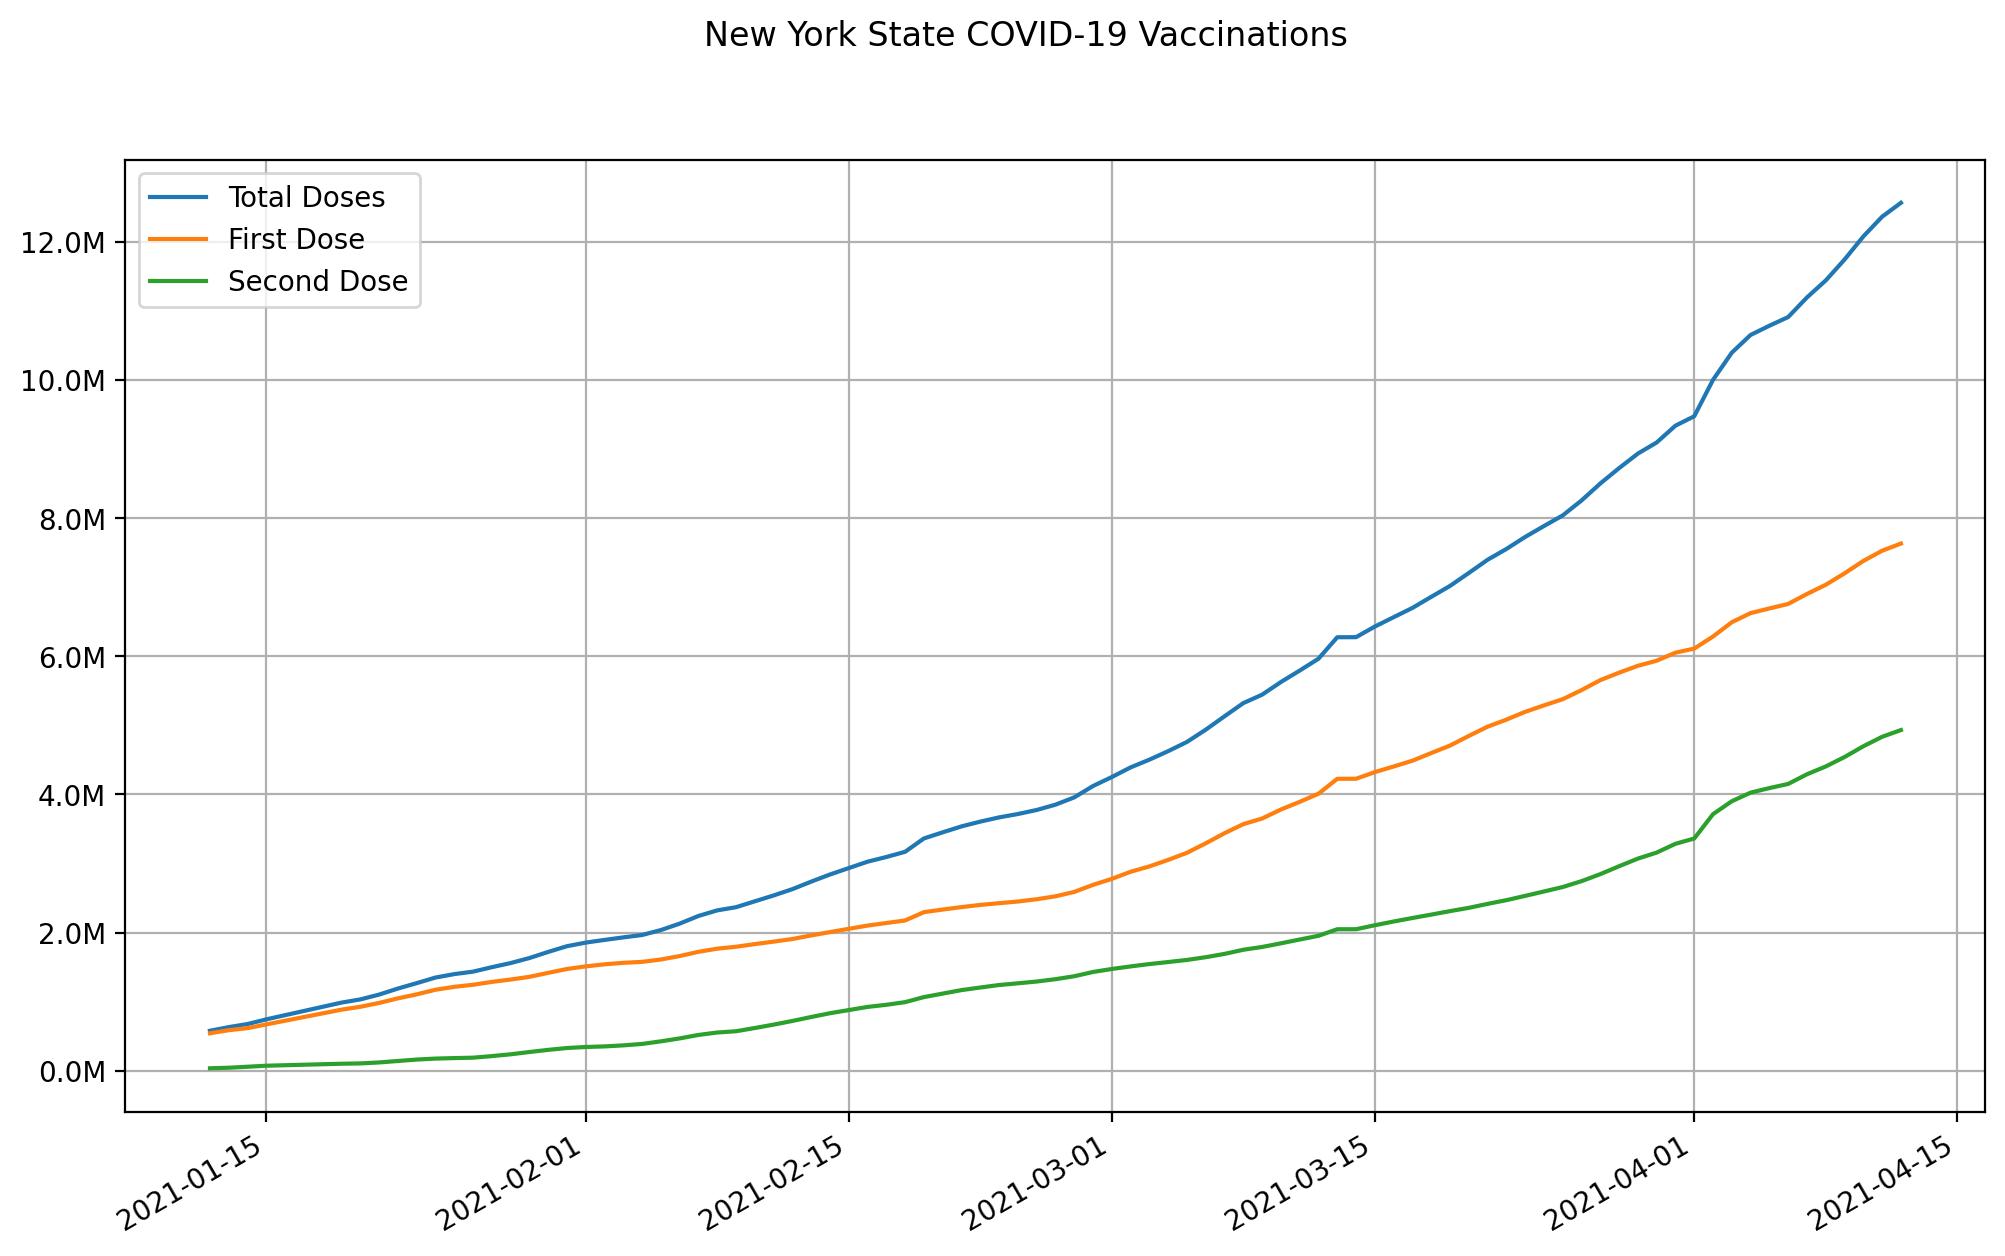 New York State COVID-19 Vaccinations
Total Doses
First Dose
Second Dose
12.0M
10.0M
8.0M
6.0M
4.0M
2.0M
0.0M
2021-01-15
2021-02-01
2021-02-15
2021-03-01
2021-03-15
2021-04-01
2021-04-15